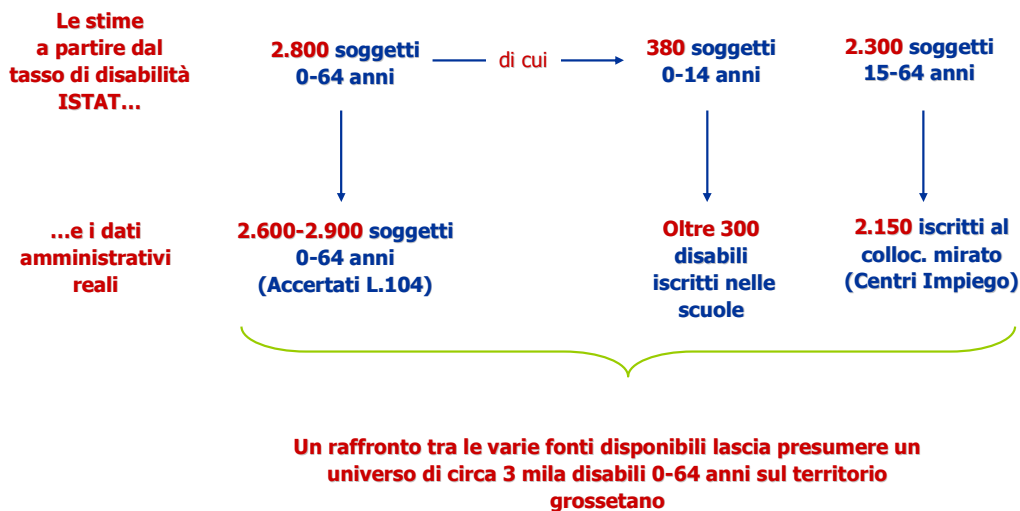 Le stime
a partire dal
tasso di disabilità
ISTAT…
2.800 soggetti
0-64 anni
di cui
380 soggetti
0-14 anni
2.300 soggetti
15-64 anni
…e i dati
amministrativi
reali
2.600-2.900 soggetti
0-64 anni
(Accertati L.104)
Oltre 300
disabili
iscritti nelle
scuole
2.150 iscritti al
colloc. mirato
(Centri Impiego)
Un raffronto tra le varie fonti disponibili lascia presumere un
universo di circa 3 mila disabili 0-64 anni sul territorio
grossetano